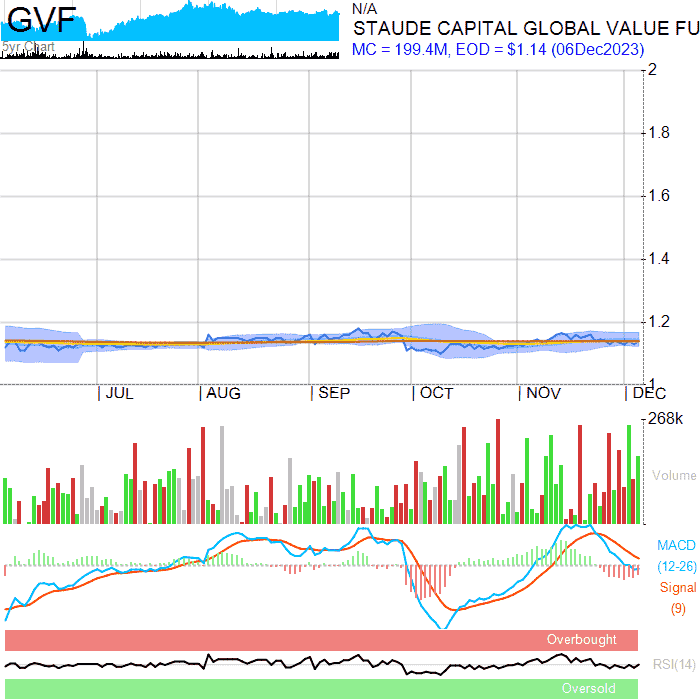 GVF
5yr Chart
N/A
STAUDE CAPITAL GLOBAL VALUE FU
MC = 199.4M, EOD = $1.14 (06Dec2023)
2
1.8
1.6
1.4
1.2
1
JUL
AUG
SEP
OCT
NOV
DEC
268k
Volume
MACD
(12-26)
Signal
(9)
Overbought
RSI(14)
Oversold